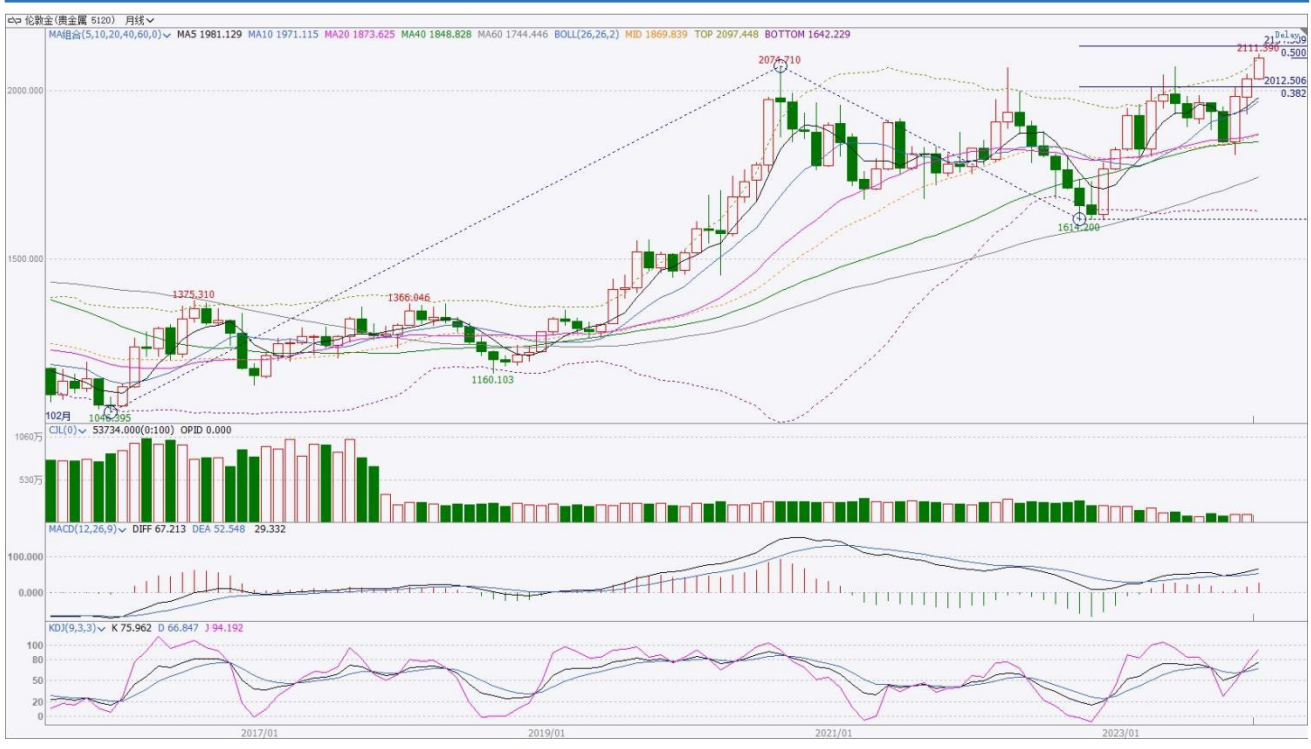 伦敦金(贵金属 5120) 月线
MA组合(5,10,20,40,60,0) MA5 1981.129 MA10 1971.115 MA20 1873.625 MA40 1848.828 MA60 1744.446 BOLL(26,26,2) MID 1869.839 TOP 2097.448 BOTTOM 1642.229
Delay
2111.390
0.500
2074.710
2000.000
2012.506
0.382
1614.200
1500.000
1375.310
1366.046
1160.103
102月
1046.395
CJL(0) 53734.000(0:100) OPID 0.000
1060万
530万
MACD(12,26,9) DIFF 67.213 DEA 52.548 29.332
100.000
0.000
KDJ(9,3,3) K 75.962 D 66.847 J 94.192
100
80
50
20
0
2017/01 2019/01 2021/01 2023/01